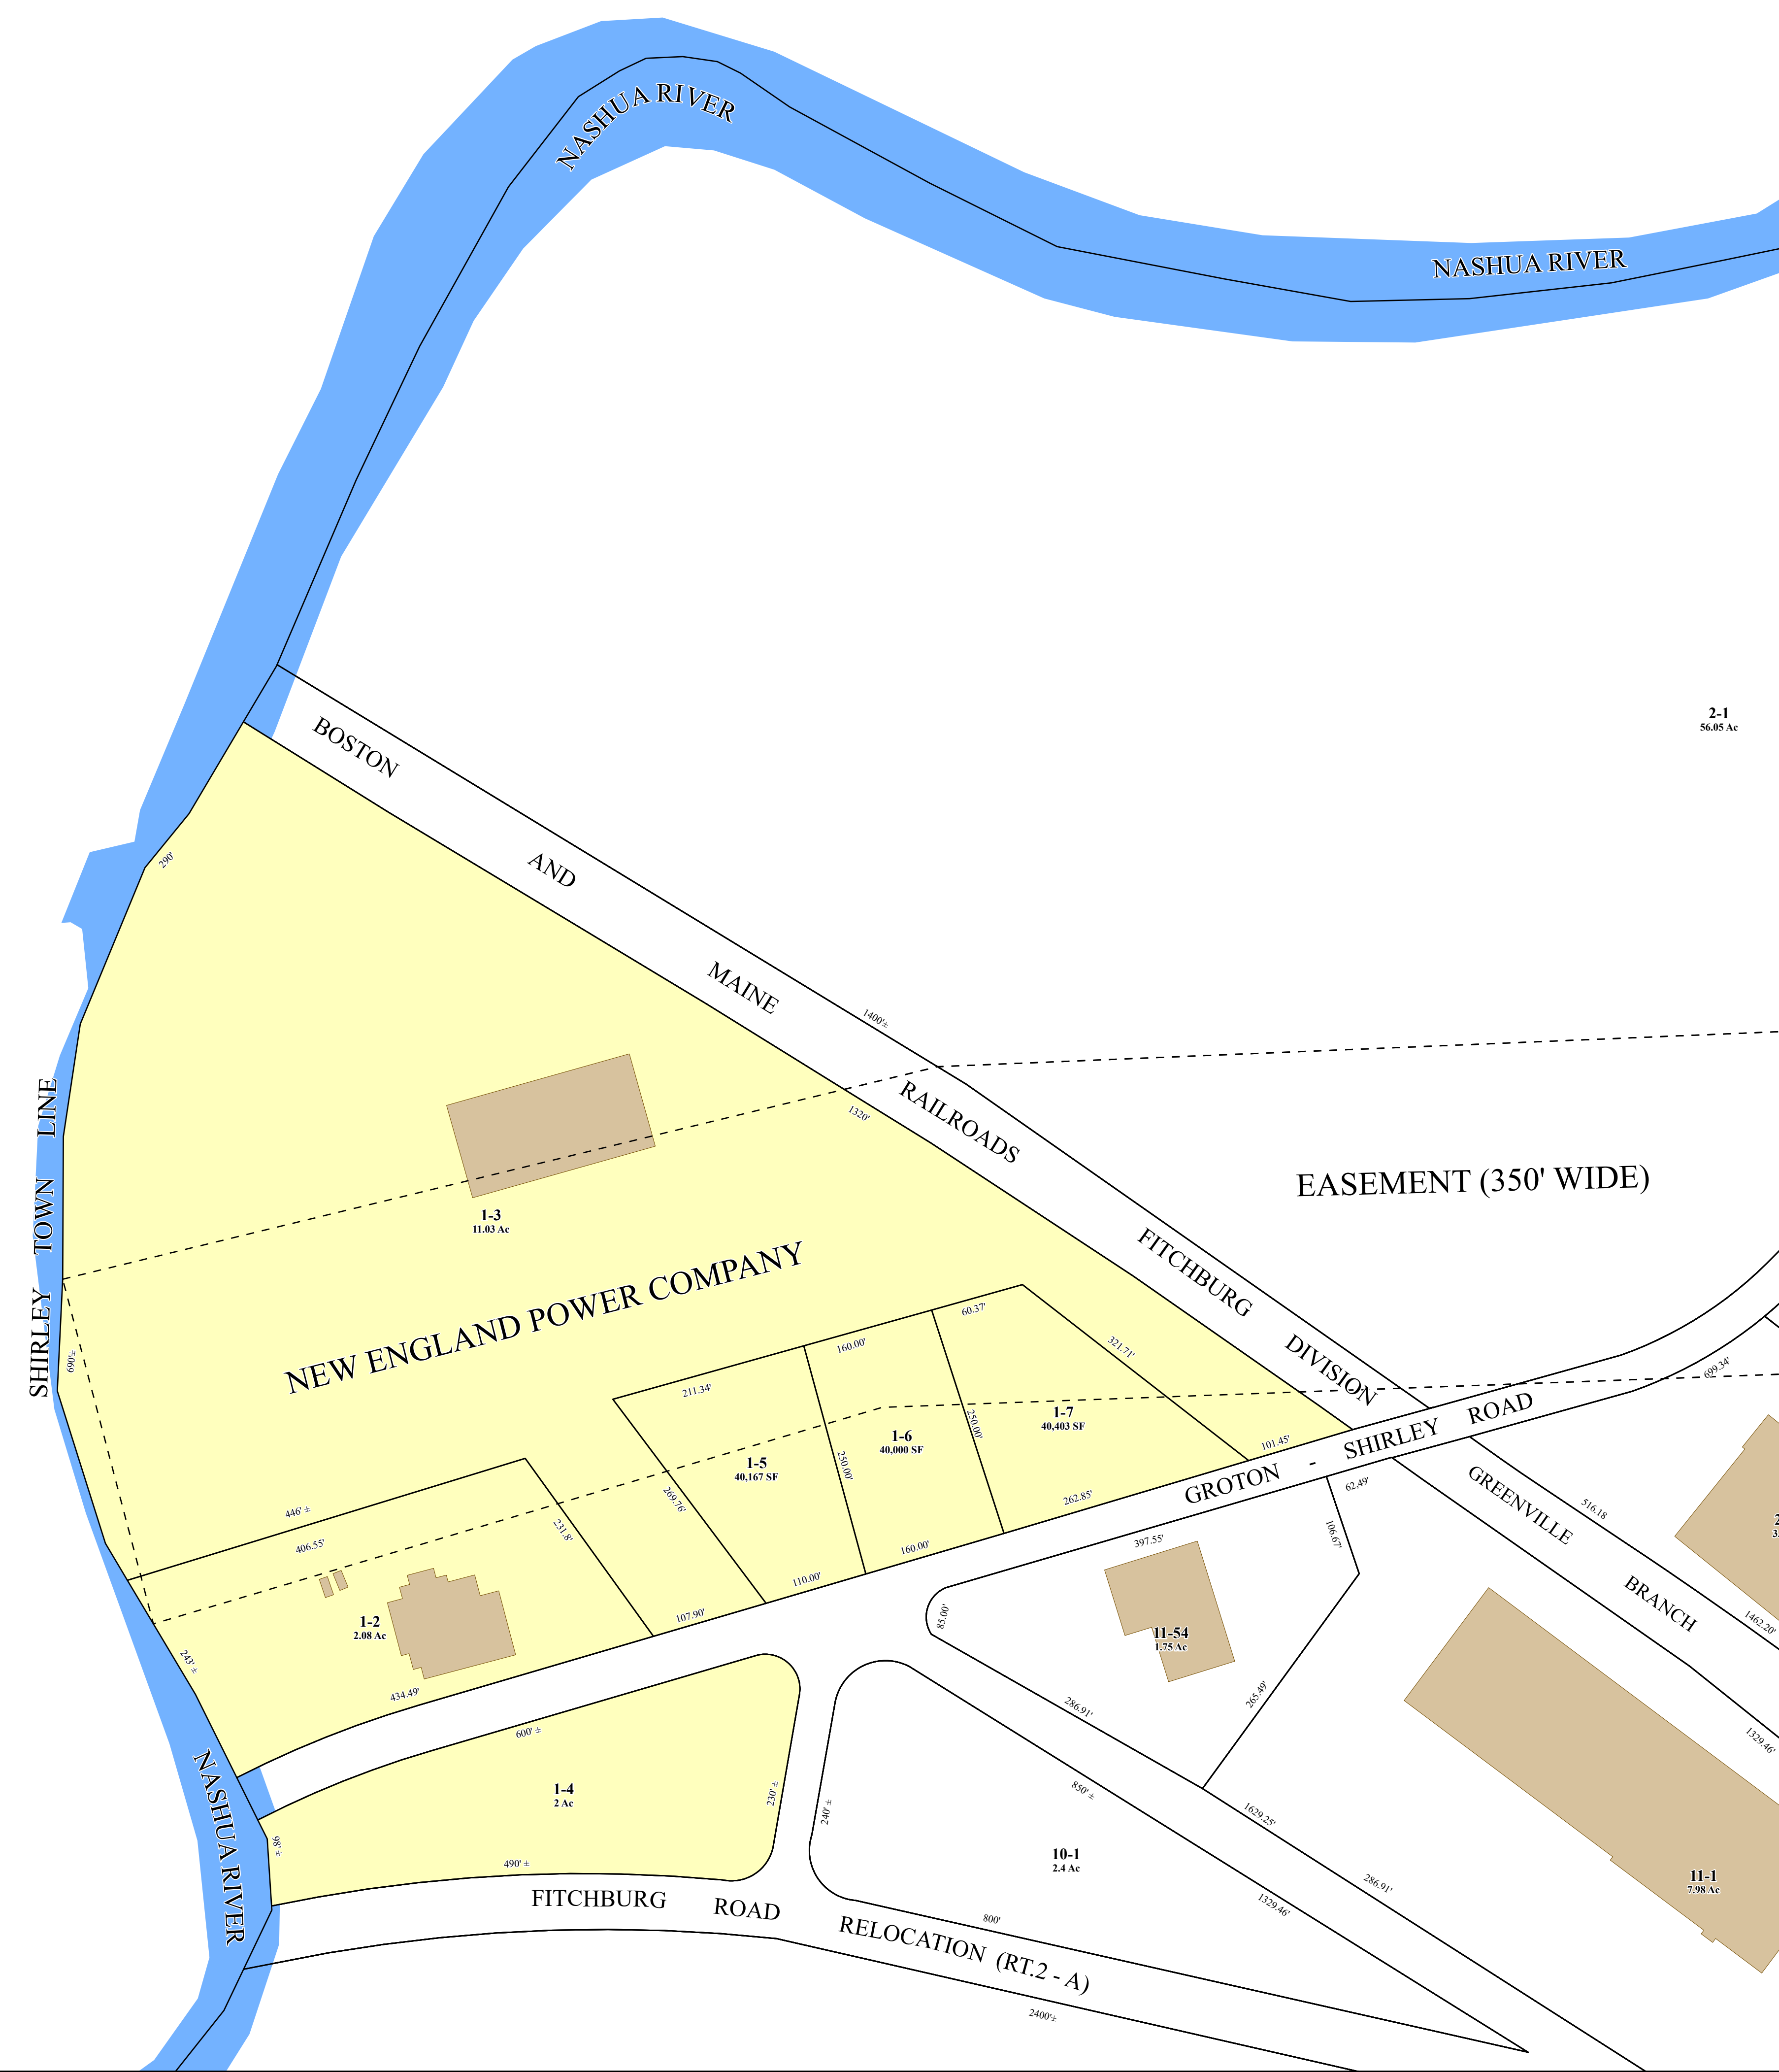 NASHUA RIVER
NASHUA RIVER
2-1
56.05 Ac
BOSTON
AND
MAINE
RAILROADS
FITCHBURG
DIVISION
290'
1400'±
1320'
SHIRLEY TOWN LINE
EASEMENT (350' WIDE)
1-3
11.03 Ac
NEW ENGLAND POWER COMPANY
690'±
60.37'
160.00'
211.34'
321.71'
699.34'
1-7
40,403 SF
1-6
40,000 SF
1-5
40,167 SF
250.00'
250.00'
269.76'
101.45'
262.85'
160.00'
110.00'
107.90'
GROTON - SHIRLEY ROAD
446' ±
406.55'
231.8'
1-2
2.08 Ac
243' ±
434.49'
62.49'
106.67'
397.55'
85.00'
11-54
1.75 Ac
265.49'
286.91'
GREENVILLE
BRANCH
516.18
1462.20'
1329.46'
600' ±
1-4
2 Ac
230' ±
240' ±
98' ±
490' ±
NASHUA RIVER
850' ±
1629.25'
286.91'
1329.46'
10-1
2.4 Ac
11-1
7.98 Ac
800'
FITCHBURG ROAD RELOCATION (RT.2 - A)
2400'±